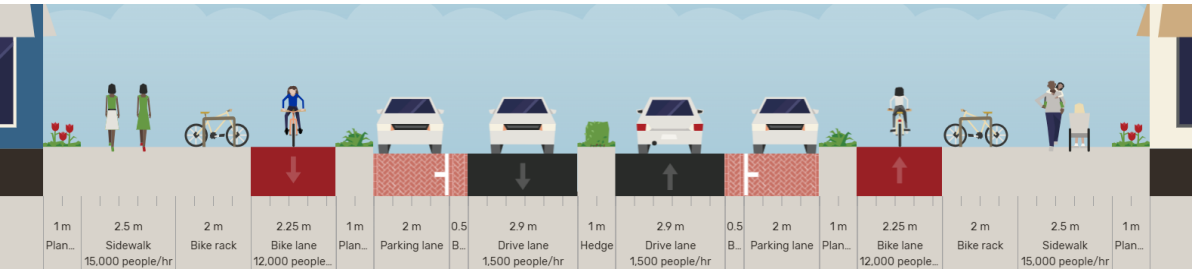 1 m
Plan...
2.5 m
Sidewalk
15,000 people/hr
2 m
Bike rack
2.25 m
Bike lane
12,000 people...
1 m
Plan...
2 m
Parking lane
0.5
B...
2.9 m
Drive lane
1,500 people/hr
1 m
Hedge
2.9 m
Drive lane
1,500 people/hr
0.5
B...
2 m
Parking lane
1 m
Plan...
2.25 m
Bike lane
12,000 people...
2 m
Bike rack
2.5 m
Sidewalk
15,000 people/hr
1 m
Plan...